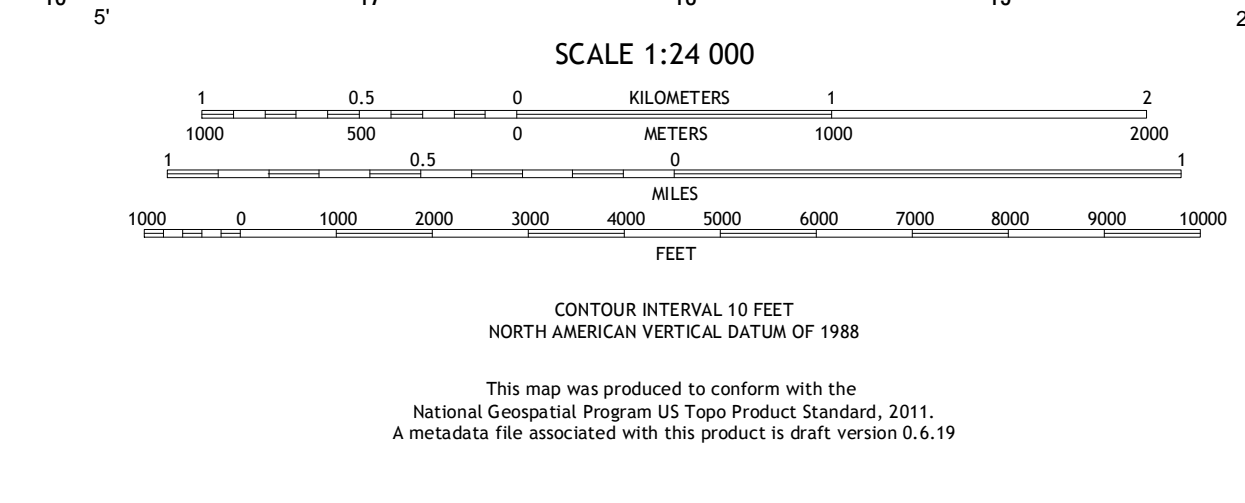 5'
SCALE 1:24 000
1 0.5 0 KILOMETERS 1 2
1000 500 0 METERS 1000 2000
1 0.5 0 1
MILES
1000 0 1000 2000 3000 4000 5000 6000 7000 8000 9000 10000
FEET
CONTOUR INTERVAL 10 FEET
NORTH AMERICAN VERTICAL DATUM OF 1988
This map was produced to conform with the
National Geospatial Program US Topo Product Standard, 2011.
A metadata file associated with this product is draft version 0.6.19